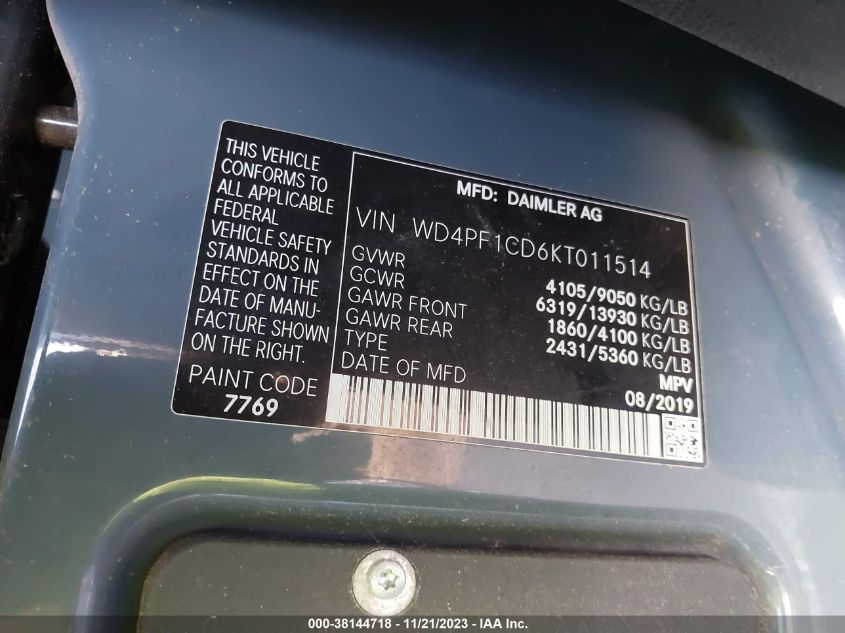 THIS VEHICLE
CONFORMS TO
ALL APPLICABLE
FEDERAL
VEHICLE SAFETY
STANDARDS IN
EFFECT ON THE
DATE OF MANU-
FACTURE SHOWN
ON THE RIGHT.
PAINT CODE
7769
MFD: DAIMLER AG
VIN WD4PF1CD6KT011514
GVWR 4105/9050 KG/LB
GCWR 6319/13930 KG/LB
GAWR FRONT 1860/4100 KG/LB
GAWR REAR 2431/5360 KG/LB
TYPE MPV
DATE OF MFD 08/2019
000-38144718 - 11/21/2023 - IAA Inc.